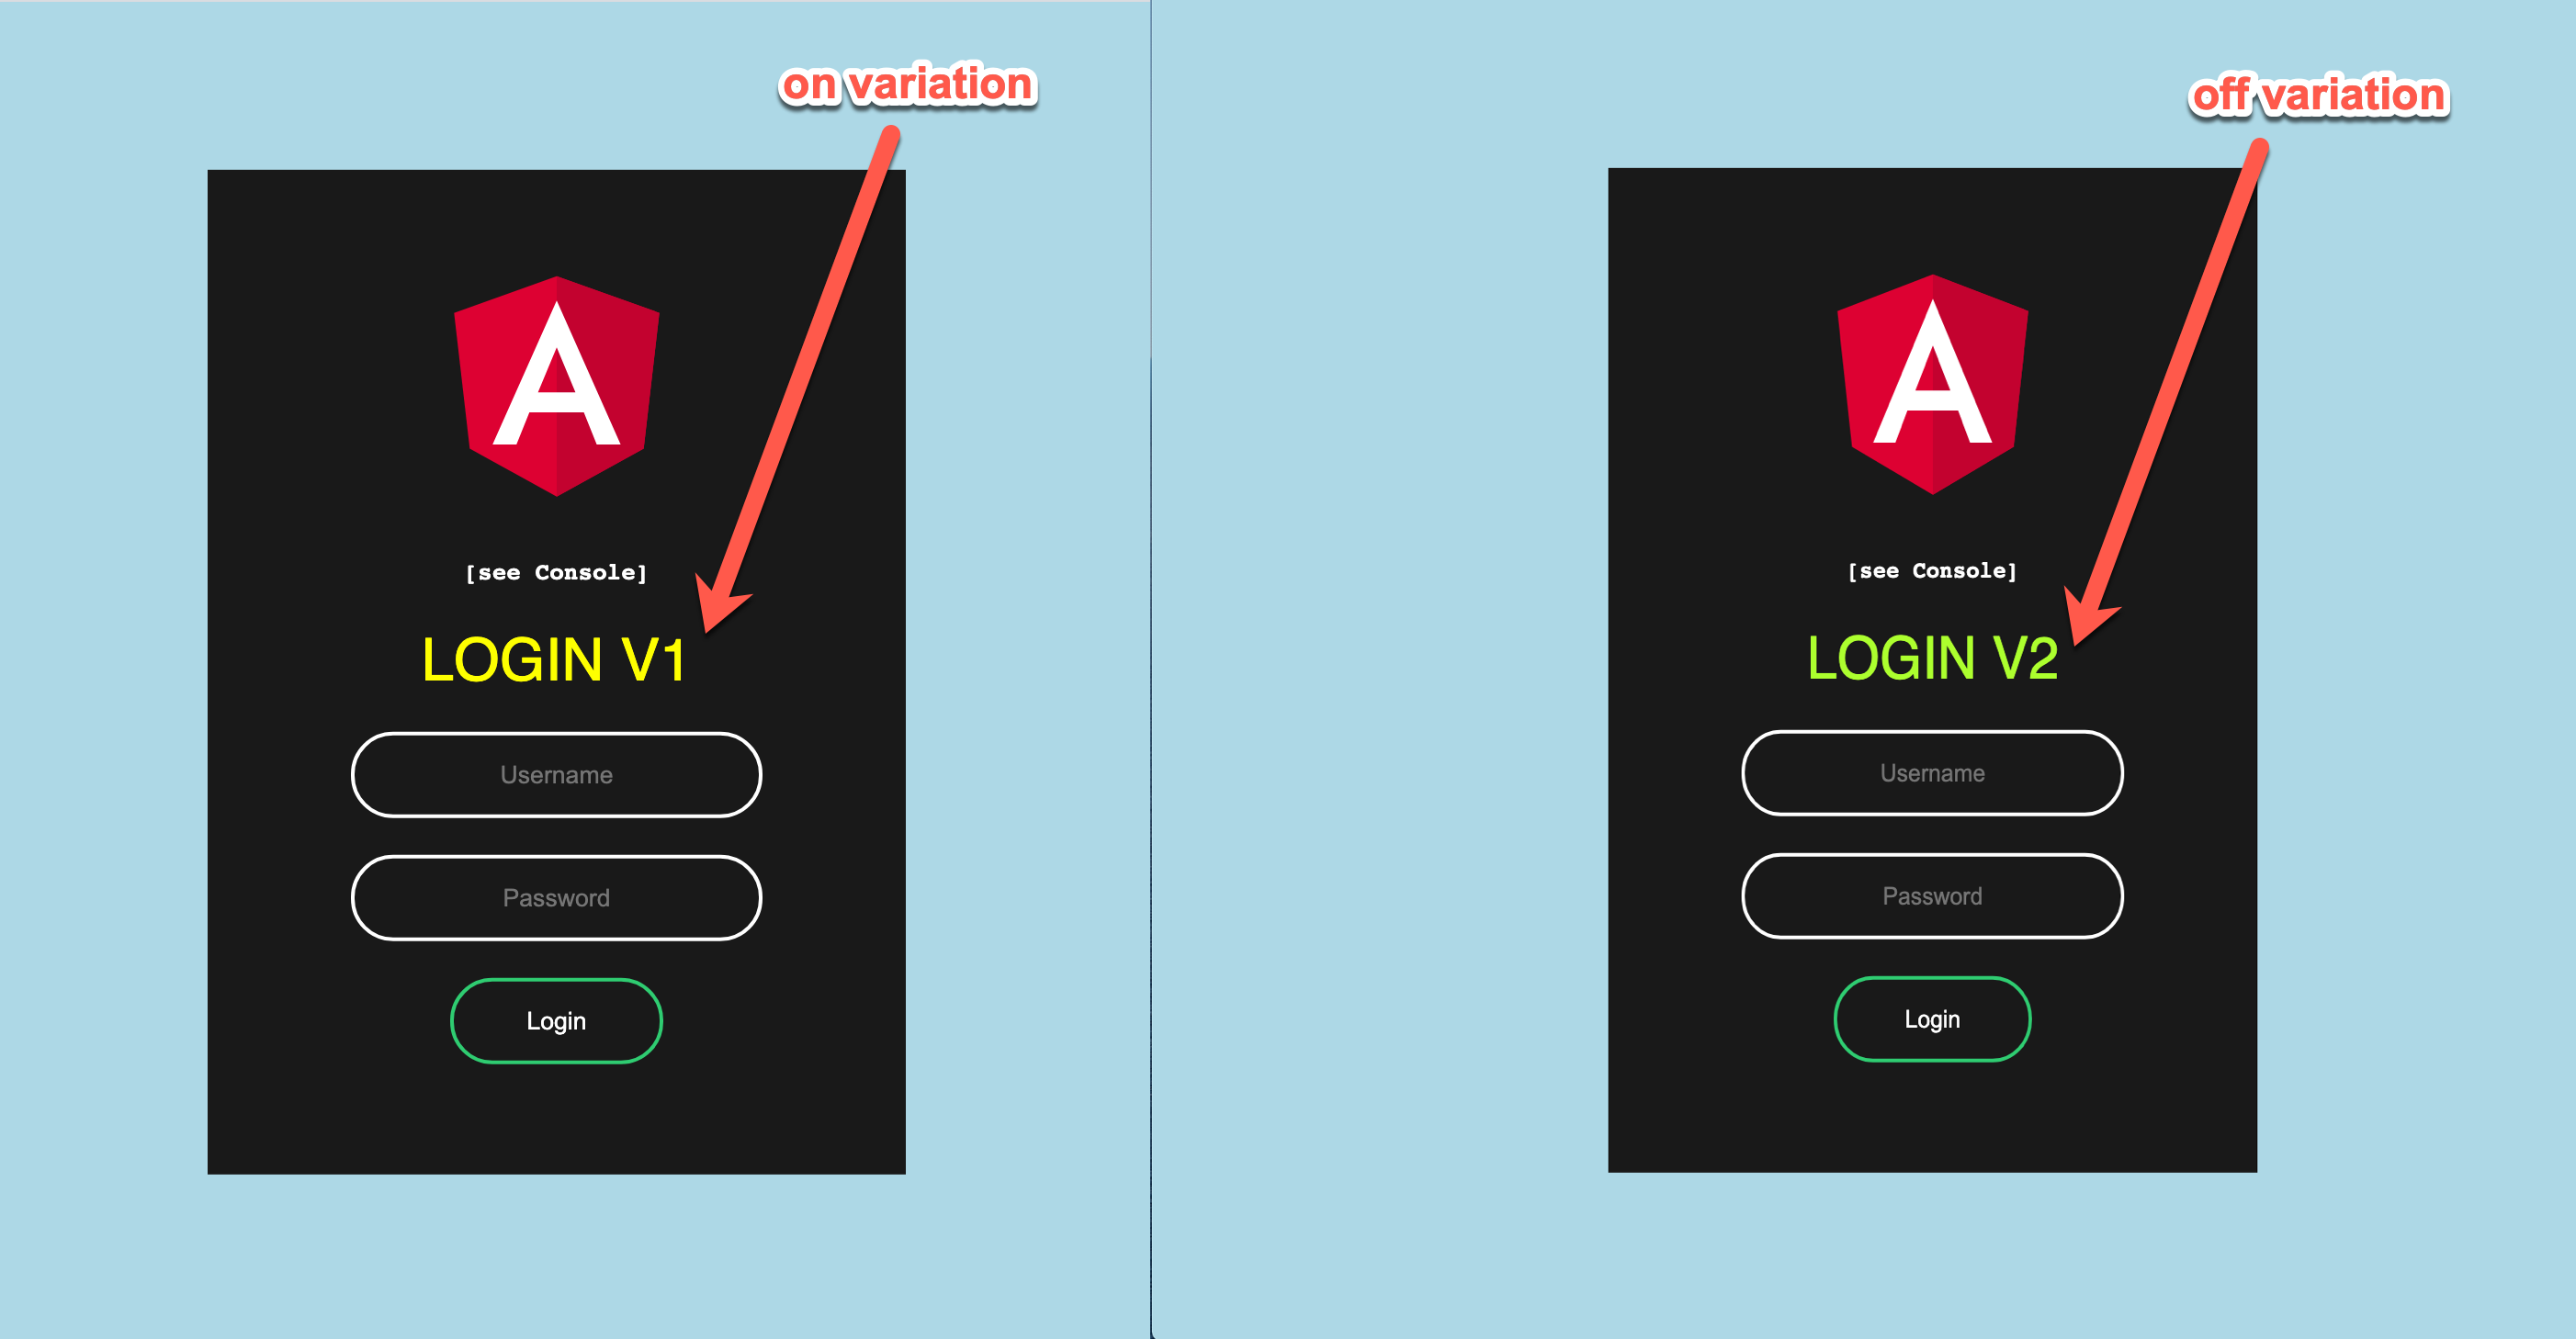 on variation
[see Console]
LOGIN V1
Username
Password
Login
off variation
[see Console]
LOGIN V2
Username
Password
Login